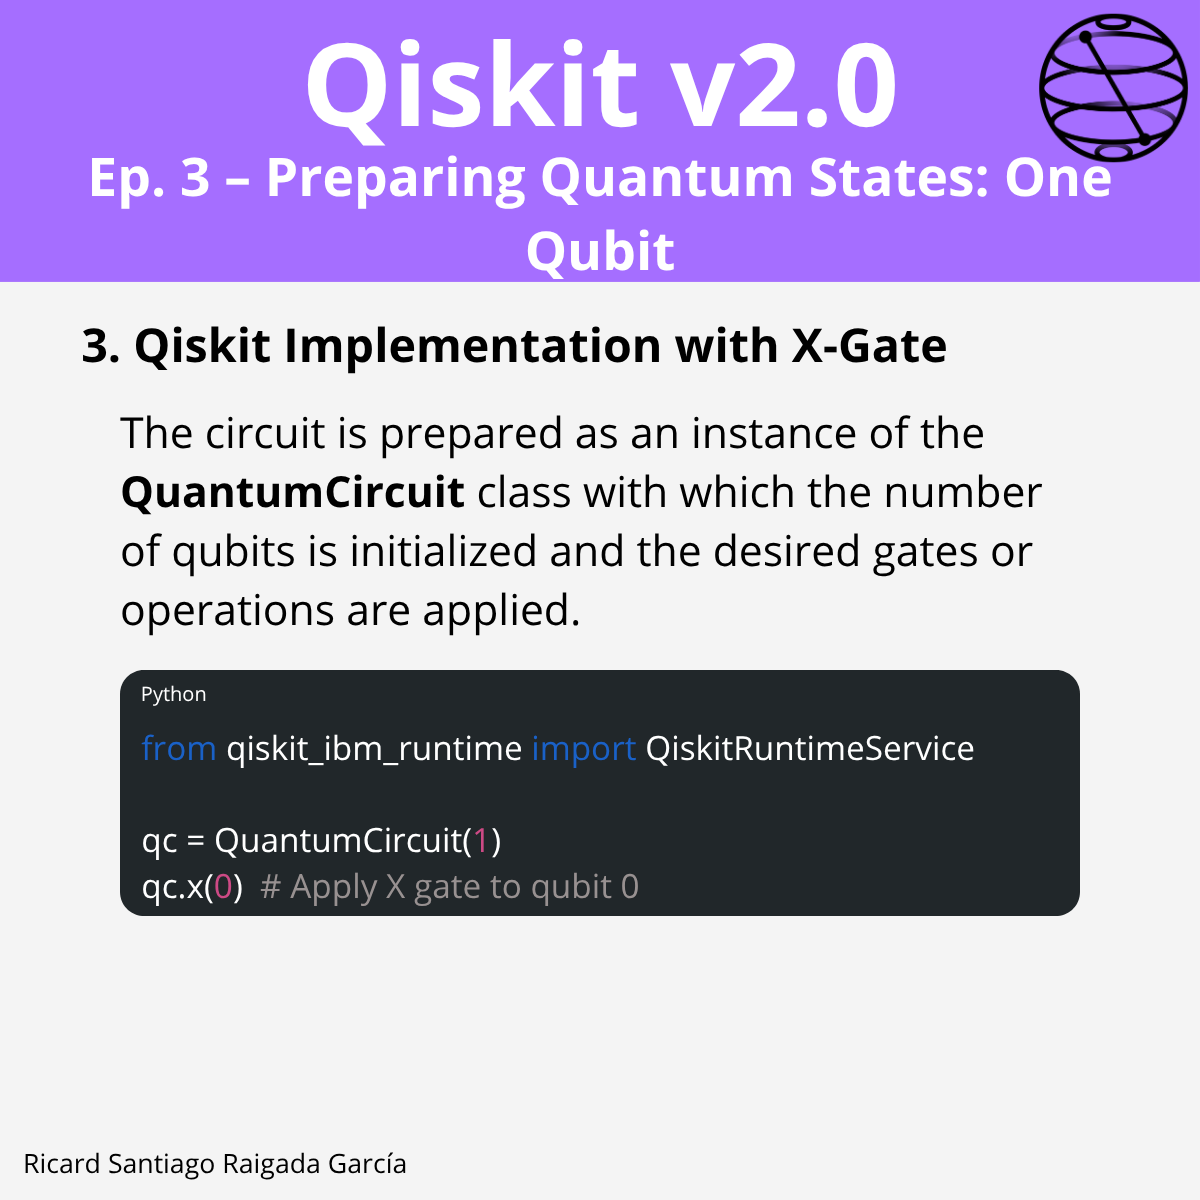 Qiskit v2.0
Ep. 3 – Preparing Quantum States: One
Qubit
3. Qiskit Implementation with X-Gate
The circuit is prepared as an instance of the
QuantumCircuit class with which the number
of qubits is initialized and the desired gates or
operations are applied.
Python
from qiskit_ibm_runtime import QiskitRuntimeService
qc = QuantumCircuit(1)
qc.x(0)  # Apply X gate to qubit 0
Ricard Santiago Raigada García